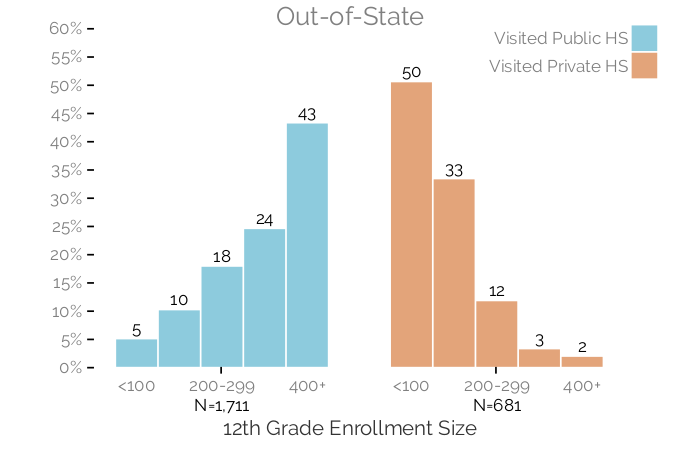 Out-of-State
Visited Public HS
Visited Private HS
60%
55%
50%
45%
40%
35%
30%
25%
20%
15%
10%
5%
0%
5
10
18
24
43
50
33
12
3
2
<100 200-299 400+
<100 200-299 400+
N=1,711
N=681
12th Grade Enrollment Size